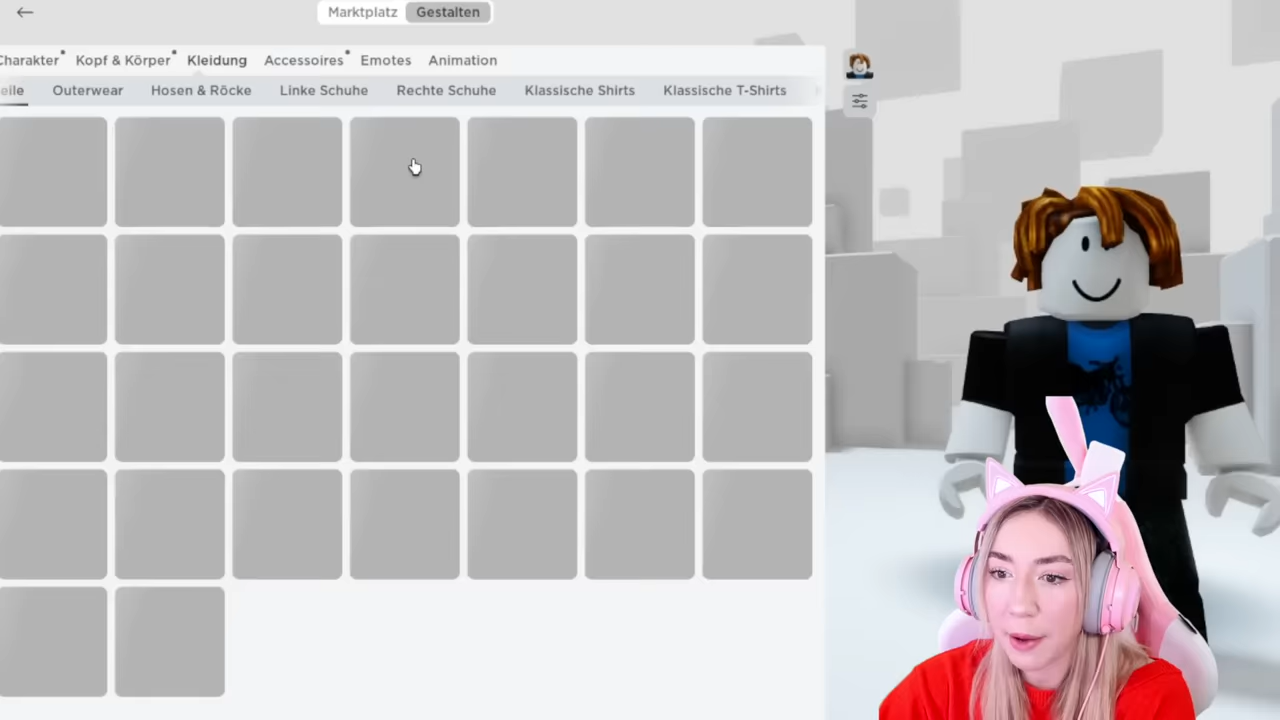 Marktplatz Gestalten
Charakter Kopf & Körper Kleidung Accessoires Emotes Animation
eile Outerwear Hosen & Röcke Linke Schuhe Rechte Schuhe Klassische Shirts Klassische T-Shirts